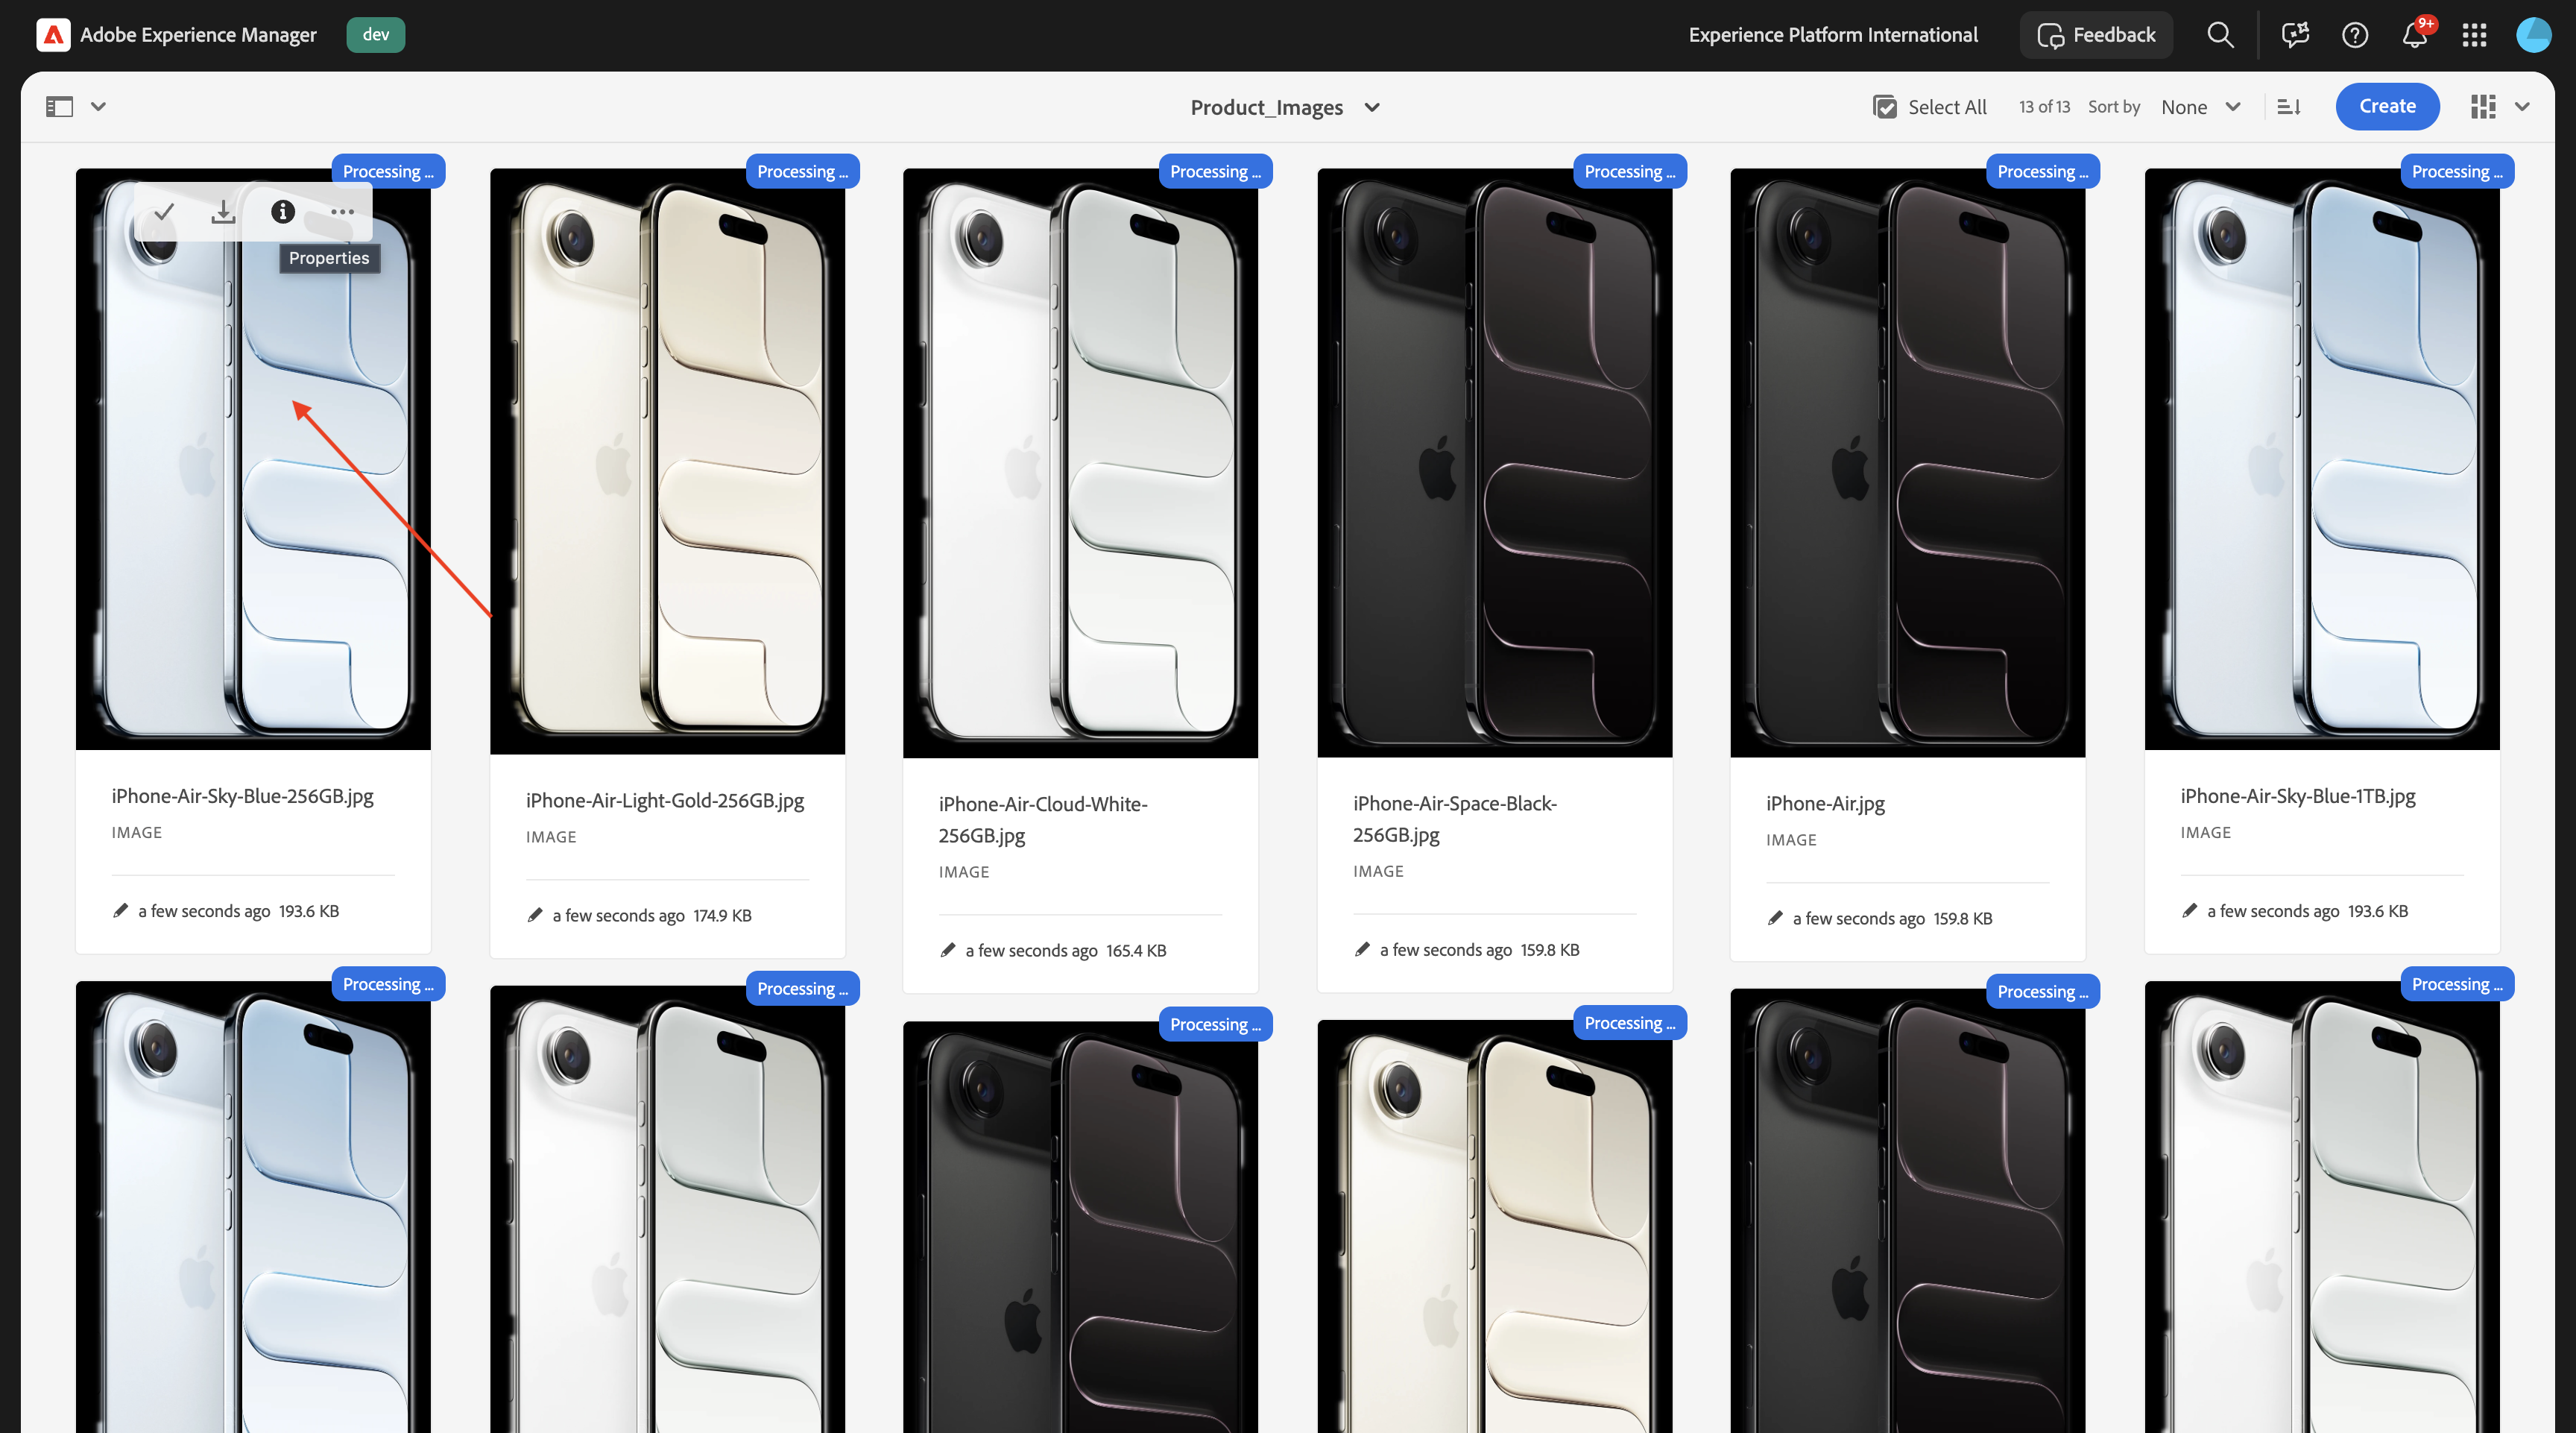 Adobe Experience Manager
dev
Experience Platform International
Feedback
9+
Product_Images
Select All
13 of 13
Sort by
None
Create
Processing ...
Processing ...
Processing ...
Processing ...
Processing ...
Processing ...
Properties
iPhone-Air-Sky-Blue-256GB.jpg
IMAGE
a few seconds ago 193.6 KB
iPhone-Air-Light-Gold-256GB.jpg
IMAGE
a few seconds ago 174.9 KB
iPhone-Air-Cloud-White-
256GB.jpg
IMAGE
a few seconds ago 165.4 KB
iPhone-Air-Space-Black-
256GB.jpg
IMAGE
a few seconds ago 159.8 KB
iPhone-Air.jpg
IMAGE
a few seconds ago 159.8 KB
iPhone-Air-Sky-Blue-1TB.jpg
IMAGE
a few seconds ago 193.6 KB
Processing ...
Processing ...
Processing ...
Processing ...
Processing ...
Processing ...